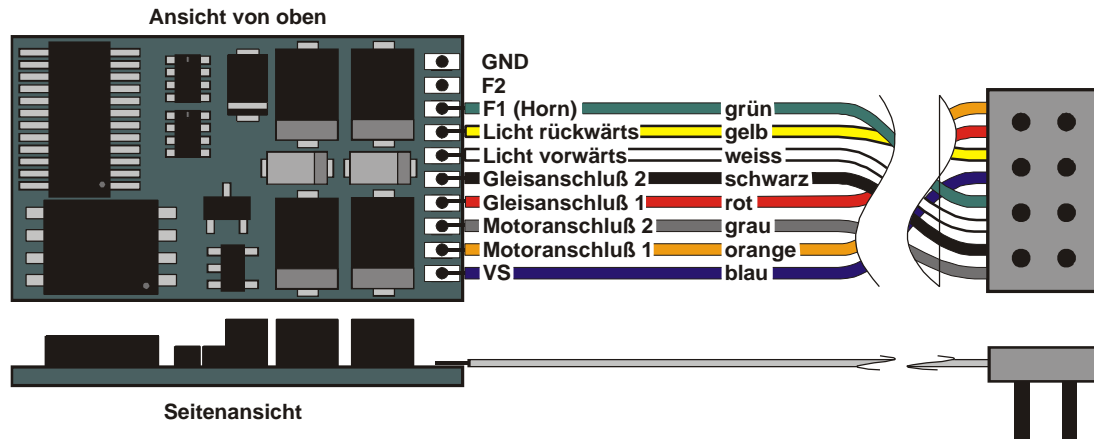 Ansicht von oben
GND
F2
F1 (Horn) grün
Licht rückwärts gelb
Licht vorwärts weiss
Gleisanschluß 2 schwarz
Gleisanschluß 1 rot
Motoranschluß 2 grau
Motoranschluß 1 orange
VS blau
Seitenansicht